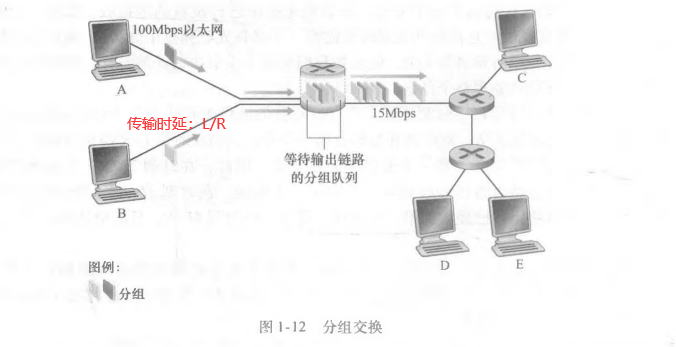 100Mbps以太网
A
C
传输时延：L/R
15Mbps
等待输出链路
的分组队列
B
D
E
图例：
分组
图1-12 分组交换